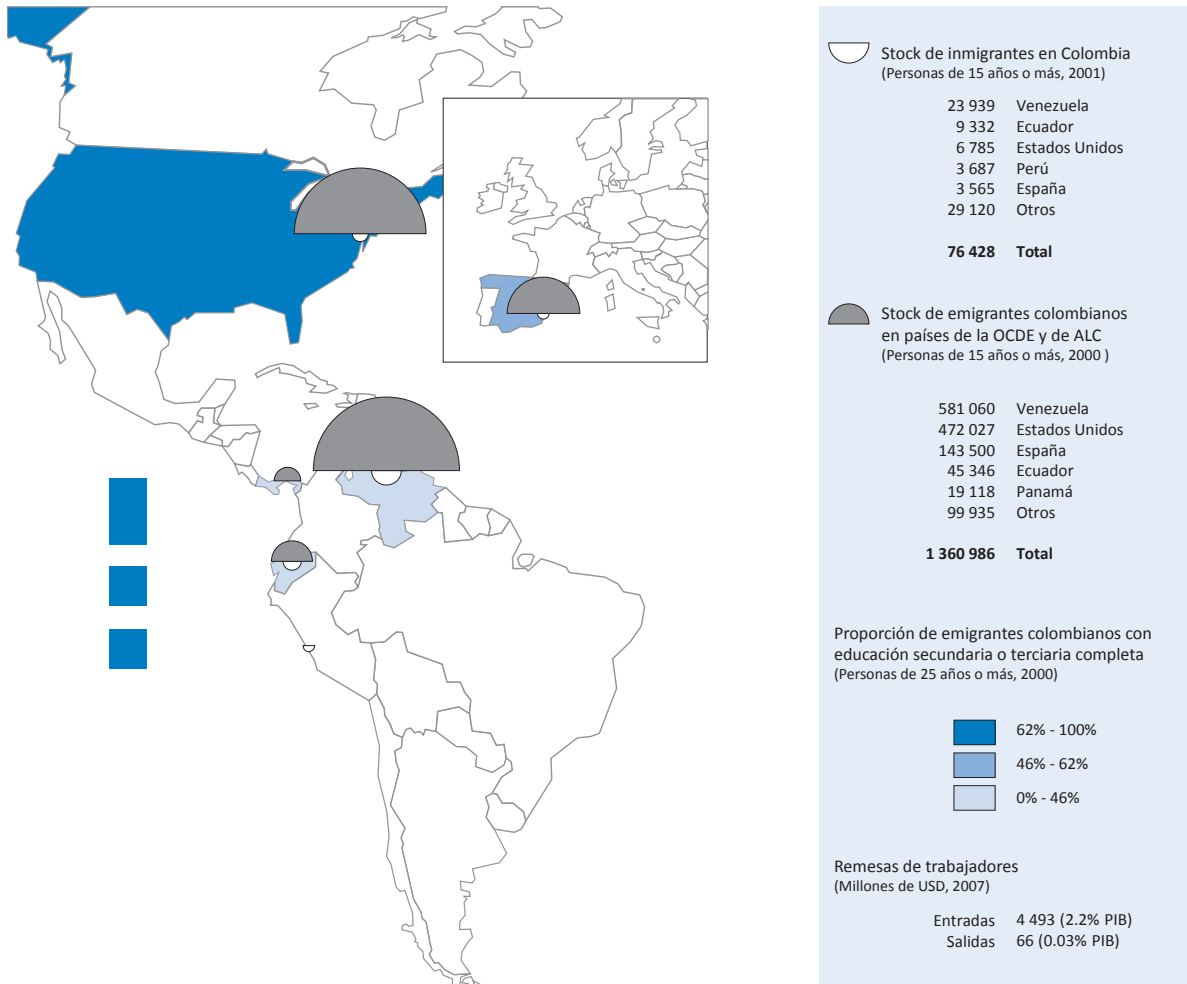 Stock de inmigrantes en Colombia
(Personas de 15 años o más, 2001)
23 939 Venezuela
9 332 Ecuador
6 785 Estados Unidos
3 687 Perú
3 565 España
29 120 Otros
76 428 Total
Stock de emigrantes colombianos
en países de la OCDE y de ALC
(Personas de 15 años o más, 2000 )
581 060 Venezuela
472 027 Estados Unidos
143 500 España
45 346 Ecuador
19 118 Panamá
99 935 Otros
1 360 986 Total
Proporción de emigrantes colombianos con
educación secundaria o terciaria completa
(Personas de 25 años o más, 2000)
62% - 100%
46% - 62%
0% - 46%
Remesas de trabajadores
(Millones de USD, 2007)
Entradas 4 493 (2.2% PIB)
Salidas 66 (0.03% PIB)